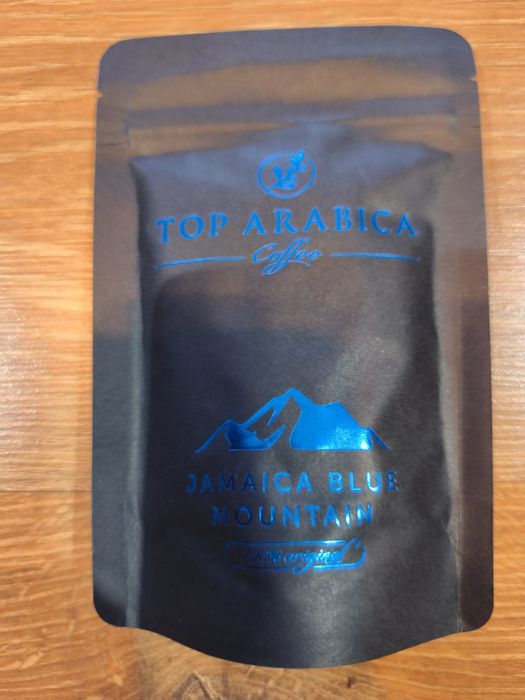 TOP ARABICA
Coffee
JAMAICA BLUE
MOUNTAIN
100% original